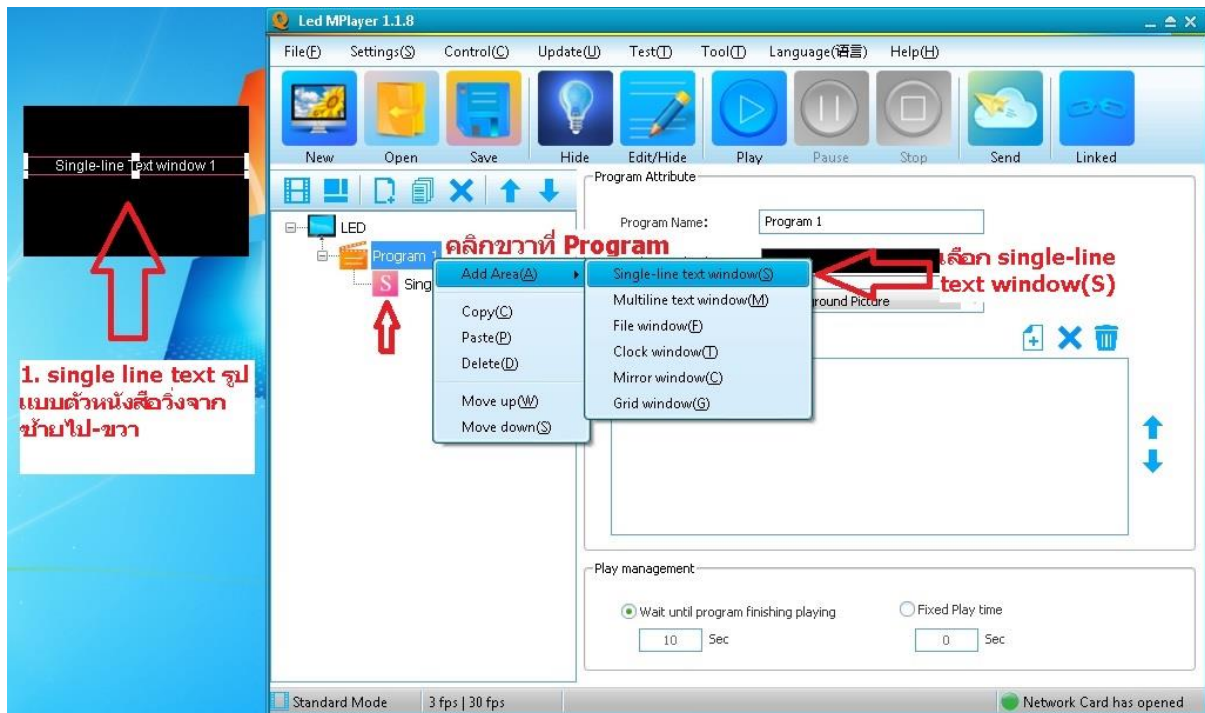 Led MPlayer 1.1.8
File(F) Settings(S) Control(C) Update(U) Test(T) Tool(T) Language(语言) Help(H)
New Open Save Hide Edit/Hide Play Pause Stop Send Linked
Single-line Text window 1
1. single line text รูป
แบบตัวหนังสือวิ่งจาก
ซ้ายไป-ขวา
LED
Program 1
S Sing
คลิกขวาที่ Program
Add Area(A)
Copy(C)
Paste(P)
Delete(D)
Move up(W)
Move down(S)
Single-line text window(S)
Multiline text window(M)
File window(F)
Clock window(T)
Mirror window(C)
Grid window(G)
เลือก single-line
text window(S)
Program Attribute
Program Name: Program 1
round Picture
Play management
Wait until program finishing playing
10 Sec
Fixed Play time
0 Sec
Standard Mode 3 fps | 30 fps Network Card has opened